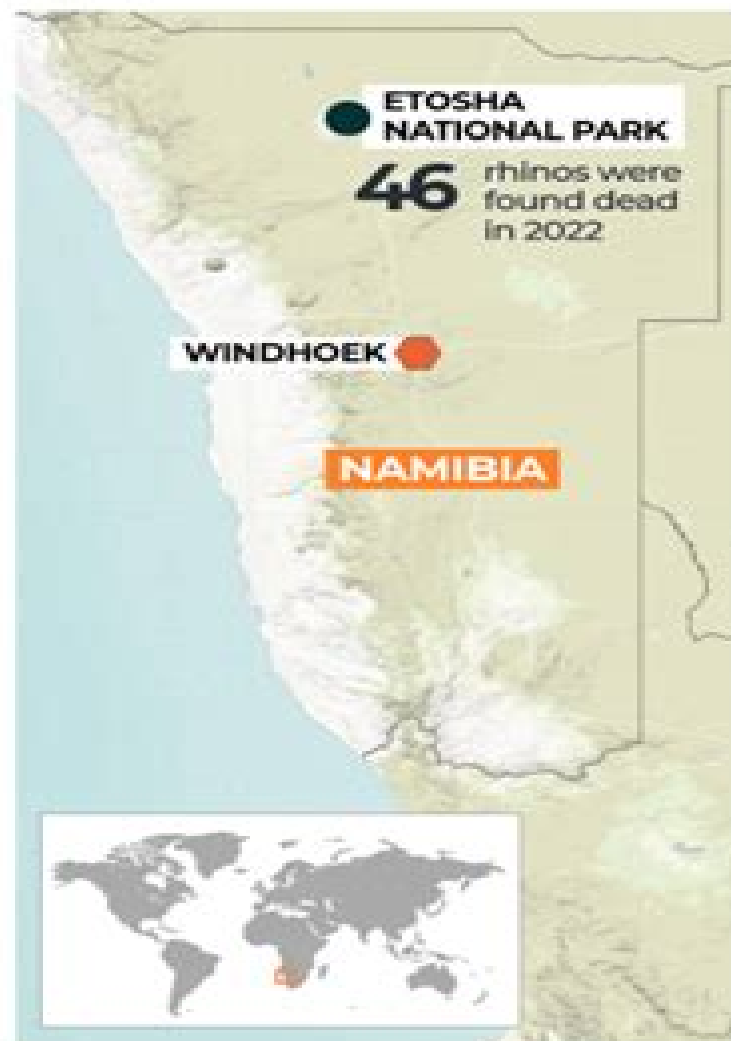 ETOSHA
NATIONAL PARK
46 rhinos were
found dead
in 2022
WINDHOEK
NAMIBIA